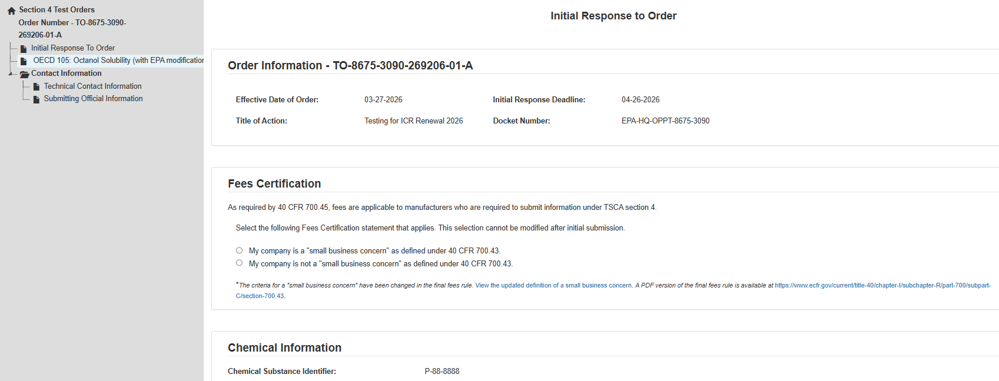 Section 4 Test Orders
Order Number - TO-8675-3090-
269206-01-A
Initial Response To Order
OECD 105: Octanol Solubility (with EPA modification
Contact Information
Technical Contact Information
Submitting Official Information
Initial Response to Order
Order Information - TO-8675-3090-269206-01-A
Effective Date of Order: 03-27-2026 Initial Response Deadline: 04-26-2026
Title of Action: Testing for ICR Renewal 2026 Docket Number: EPA-HQ-OPPT-8675-3090
Fees Certification
As required by 40 CFR 700.45, fees are applicable to manufacturers who are required to submit information under TSCA section 4.
Select the following Fees Certification statement that applies. This selection cannot be modified after initial submission.
My company is a "small business concern" as defined under 40 CFR 700.43.
My company is not a "small business concern" as defined under 40 CFR 700.43.
*The criteria for a "small business concern" have been changed in the final fees rule. View the updated definition of a small business concern. A PDF version of the final fees rule is available at https://www.ecfr.gov/current/title-40/chapter-I/subchapter-R/part-700/subpart-
C/section-700.43.
Chemical Information
Chemical Substance Identifier: P-88-8888